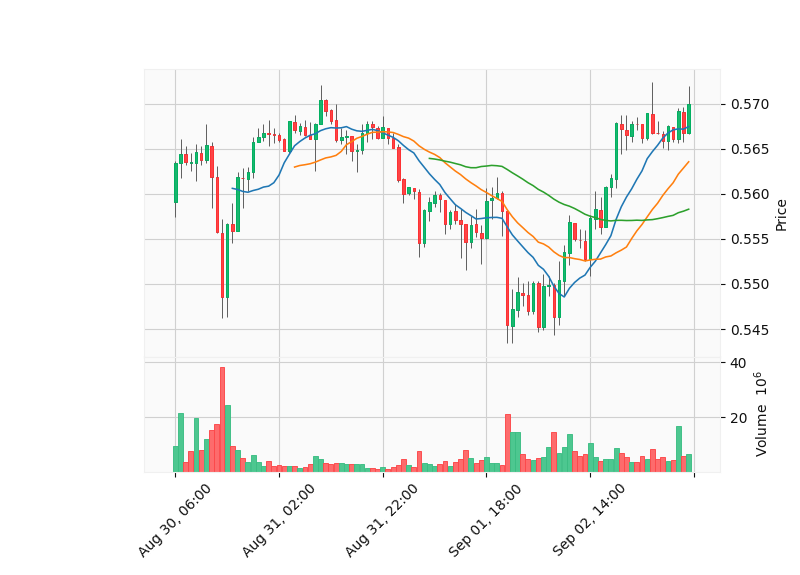 0.570
0.565
0.560
0.555
0.550
0.545
Price
40
20
Volume 10^6
Aug 30, 06:00
Aug 31, 02:00
Aug 31, 22:00
Sep 01, 18:00
Sep 02, 14:00